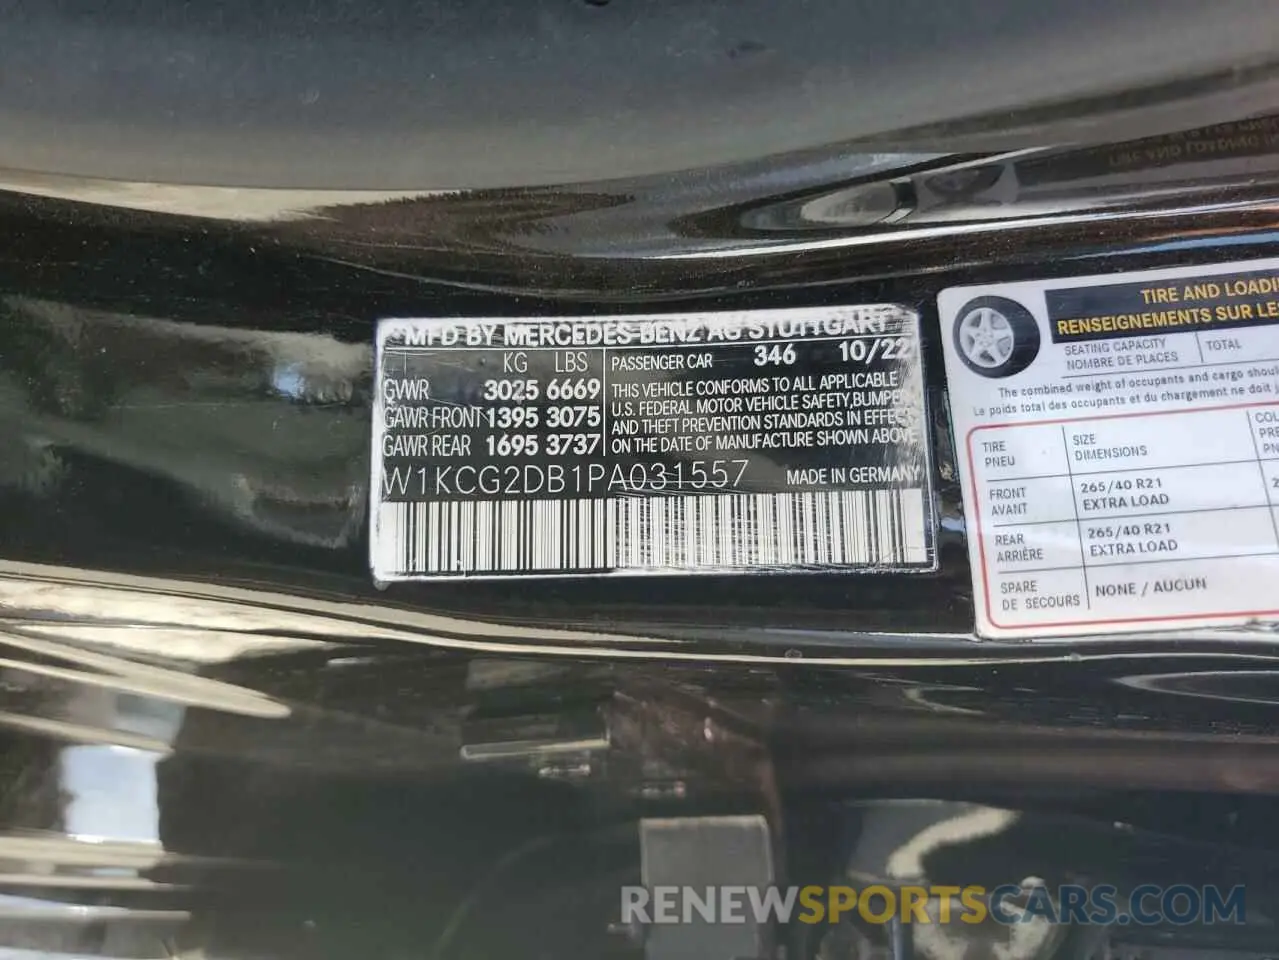 MFD BY MERCEDES-BENZ AG STUTTGART
KG LBS
GVWR 3025 6669
GAWR FRONT 1395 3075
GAWR REAR 1695 3737
PASSENGER CAR 346 10/22
THIS VEHICLE CONFORMS TO ALL APPLICABLE
U.S. FEDERAL MOTOR VEHICLE SAFETY, BUMPER
AND THEFT PREVENTION STANDARDS IN EFFECT
ON THE DATE OF MANUFACTURE SHOWN ABOVE
W1KCG2DB1PA031557 MADE IN GERMANY
TIRE AND LOADI
RENSEIGNEMENTS SUR LE
SEATING CAPACITY TOTAL
NOMBRE DE PLACES
The combined weight of occupants and cargo shoul
Le poids total des occupants et du chargement ne doit
TIRE SIZE
PNEU DIMENSIONS
FRONT 265/40 R21
AVANT EXTRA LOAD
REAR 265/40 R21
ARRIÈRE EXTRA LOAD
SPARE NONE / AUCUN
DE SECOURS
RENEWSPORTSCARS.COM